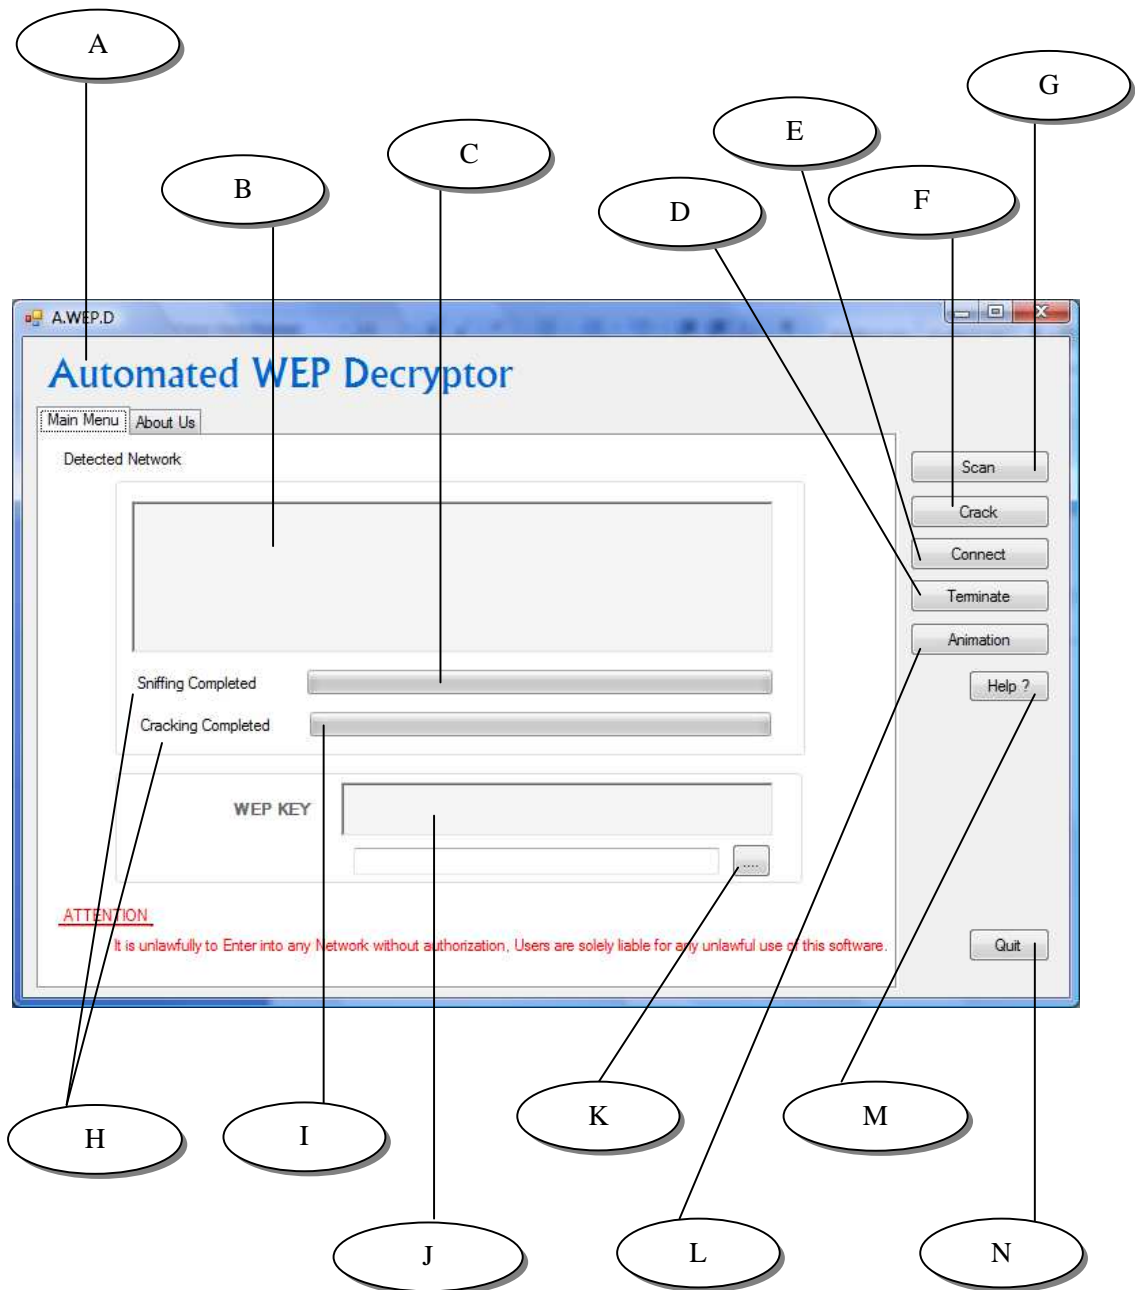 A
G
E
C
F
B
D
A.WEP.D
Automated WEP Decryptor
Main Menu
About Us
Detected Network
Scan
Crack
Connect
Terminate
Animation
Help ?
Sniffing Completed
Cracking Completed
WEP KEY
....
ATTENTION
It is unlawfully to Enter into any Network without authorization, Users are solely liable for any unlawful use of this software.
Quit
K
M
H
I
J
L
N